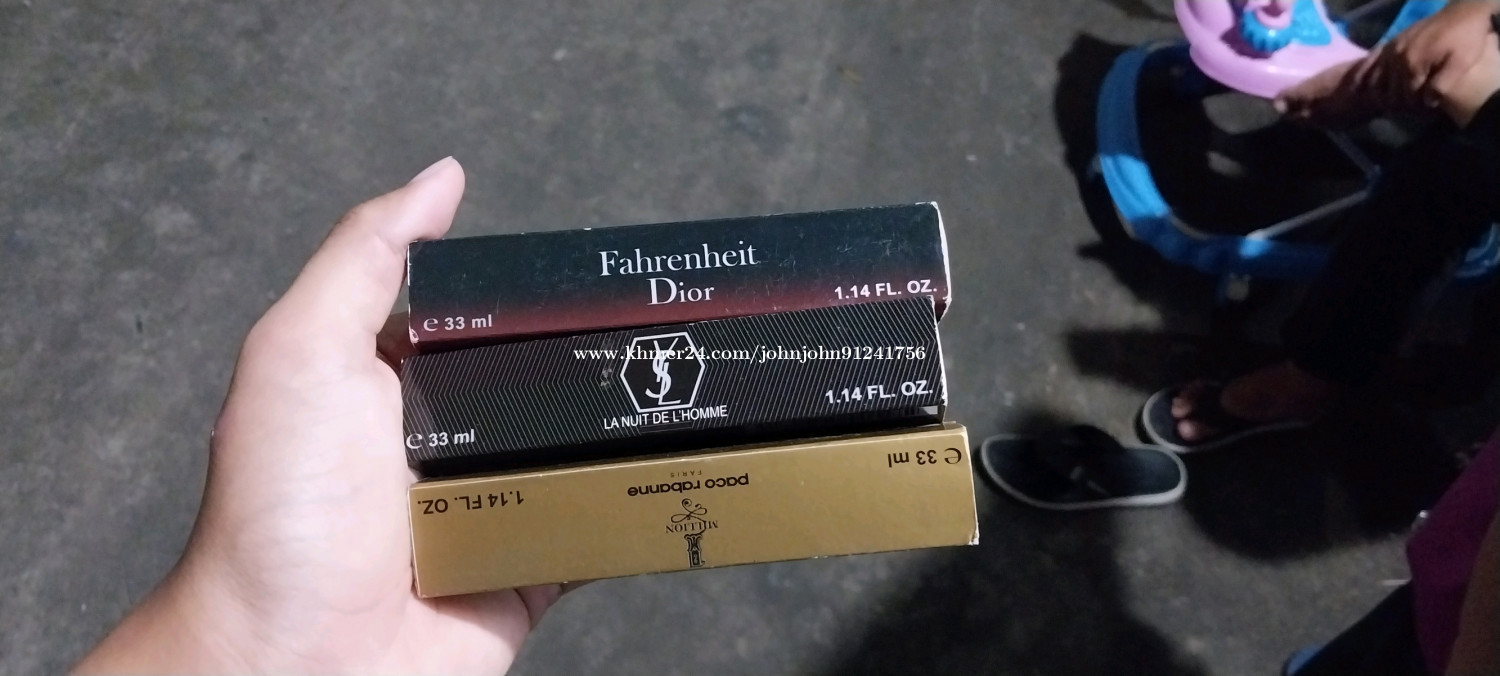 Fahrenheit
Dior
e 33 ml
1.14 FL. OZ.
www.khmer24.com/johnjohn91241756
YSL
LA NUIT DE L'HOMME
e 33 ml
1.14 FL. OZ.
1
MILLION
paco rabanne
PARIS
e 33 ml
1.14 FL. OZ.